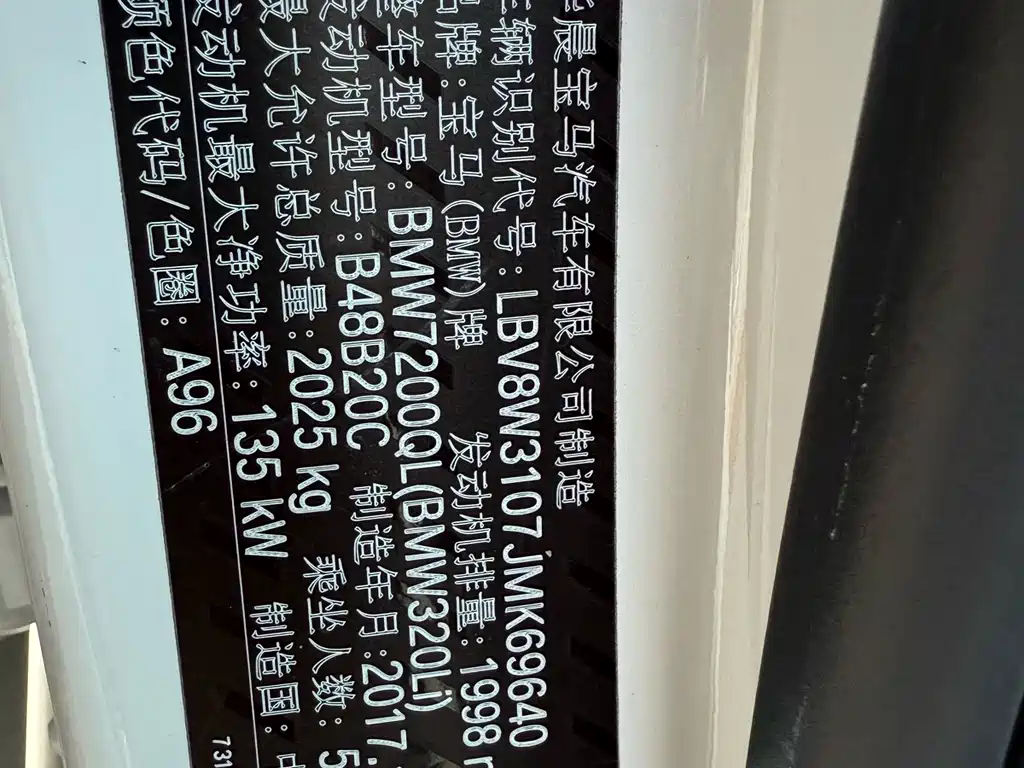 华晨宝马汽车有限公司制造
车辆识别代号:LBV8W3107JMK69640
品牌:宝马(BMW)牌 发动机排量:1998
整车型号:BMW7200QL(BMW320Li)
发动机型号:B48B20C 制造年月:2017.
最大允许总质量:2025 kg 乘坐人数:5
发动机最大净功率:135 kW 制造国:
颜色代码/色圈:A96
731